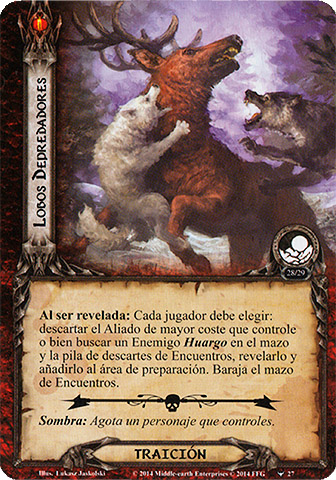 LOBOS DEPREDADORES
28/29
Al ser revelada: Cada jugador debe elegir:
descartar el Aliado de mayor coste que controle
o bien buscar un Enemigo Huargo en el mazo
y la pila de descartes de Encuentros, revelarlo y
añadirlo al área de preparación. Baraja el mazo
de Encuentros.
Sombra: Agota un personaje que controles.
TRAICIÓN
Illus. Lukasz Jaskolski
© 2014 Middle-earth Enterprises © 2014 FFG
27